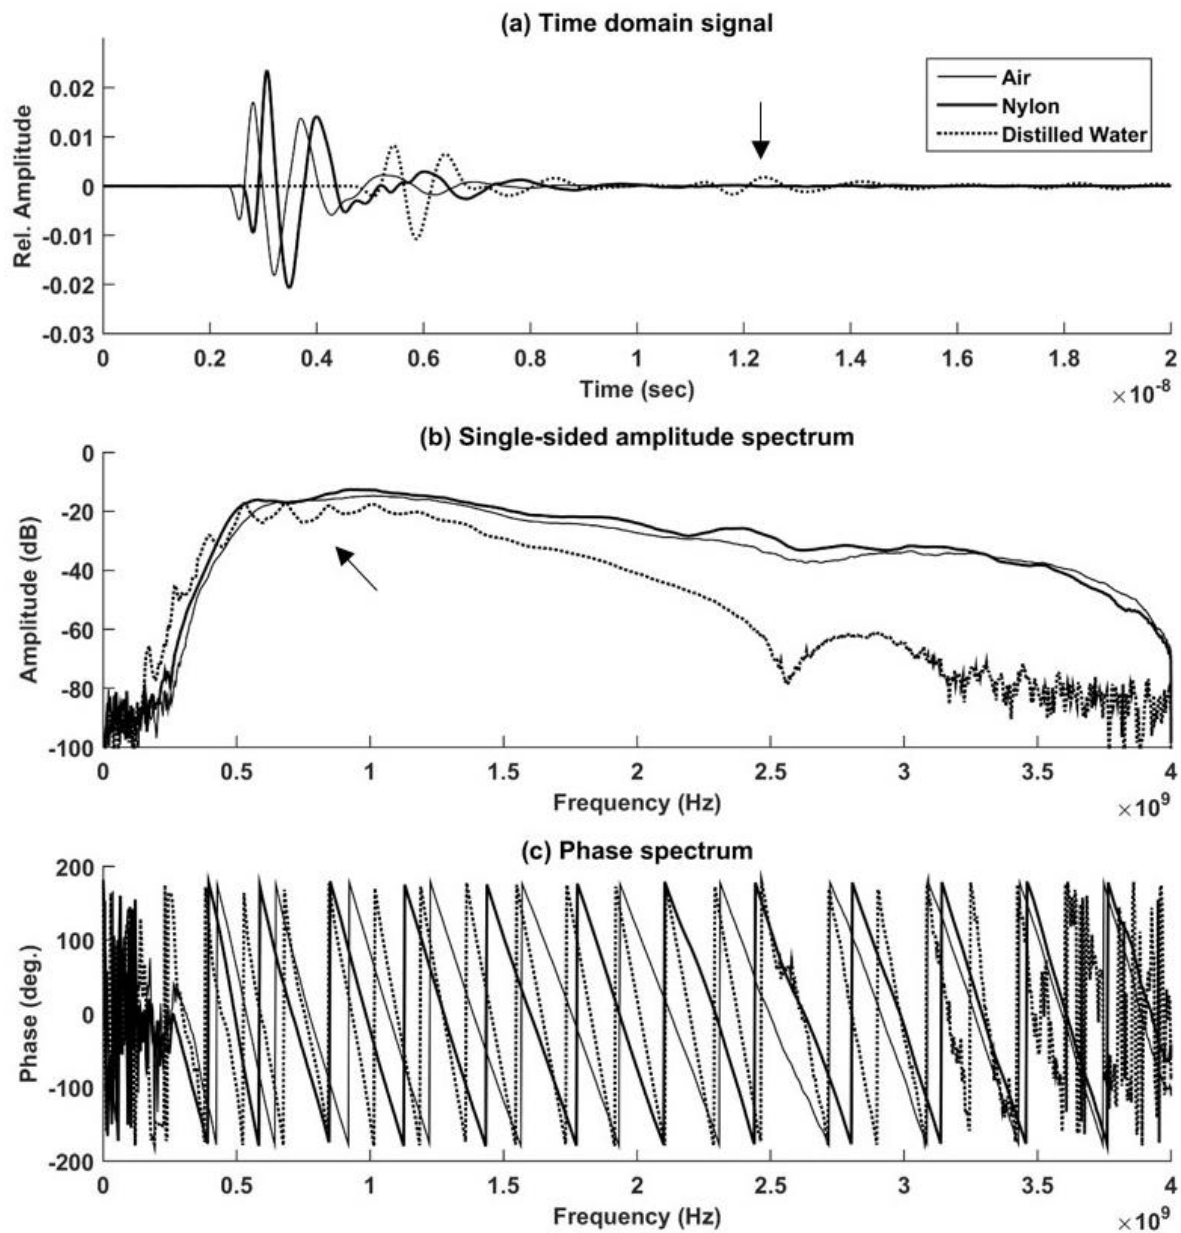 (a) Time domain signal
Rel. Amplitude
0.02
0.01
0
-0.01
-0.02
-0.03
Air
Nylon
Distilled Water
0 0.2 0.4 0.6 0.8 1 1.2 1.4 1.6 1.8 2
Time (sec)
×10-8
(b) Single-sided amplitude spectrum
Amplitude (dB)
0
-20
-40
-60
-80
-100
0 0.5 1 1.5 2 2.5 3 3.5 4
Frequency (Hz)
×109
(c) Phase spectrum
Phase (deg.)
200
100
0
-100
-200
0 0.5 1 1.5 2 2.5 3 3.5 4
Frequency (Hz)
×109